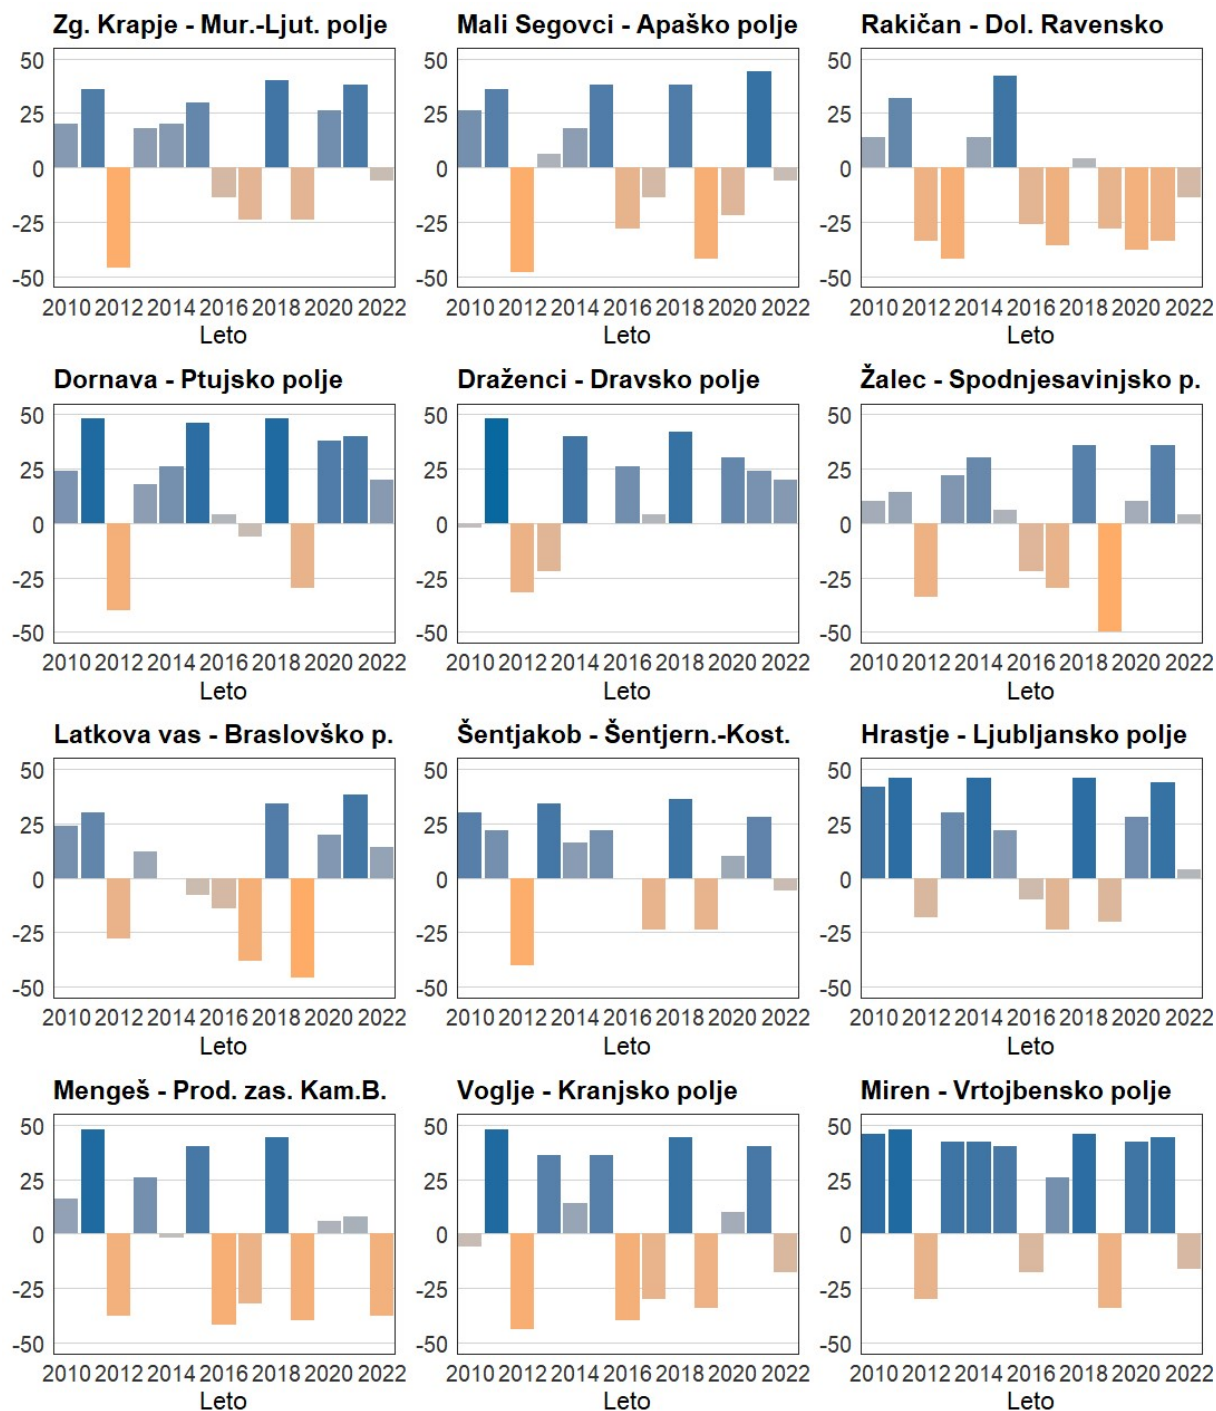 Zg. Krapje - Mur.-Ljut. polje
50
25
0
-25
-50
2010 2012 2014 2016 2018 2020 2022
Leto
Mali Segovci - Apaško polje
50
25
0
-25
-50
2010 2012 2014 2016 2018 2020 2022
Leto
Rakičan - Dol. Ravensko
50
25
0
-25
-50
2010 2012 2014 2016 2018 2020 2022
Leto
Dornava - Ptujsko polje
50
25
0
-25
-50
2010 2012 2014 2016 2018 2020 2022
Leto
Draženci - Dravsko polje
50
25
0
-25
-50
2010 2012 2014 2016 2018 2020 2022
Leto
Žalec - Spodnjesavinjsko p.
50
25
0
-25
-50
2010 2012 2014 2016 2018 2020 2022
Leto
Latkova vas - Braslovško p.
50
25
0
-25
-50
2010 2012 2014 2016 2018 2020 2022
Leto
Šentjakob - Šentjern.-Kost.
50
25
0
-25
-50
2010 2012 2014 2016 2018 2020 2022
Leto
Hrastje - Ljubljansko polje
50
25
0
-25
-50
2010 2012 2014 2016 2018 2020 2022
Leto
Mengeš - Prod. zas. Kam.B.
50
25
0
-25
-50
2010 2012 2014 2016 2018 2020 2022
Leto
Voglje - Kranjsko polje
50
25
0
-25
-50
2010 2012 2014 2016 2018 2020 2022
Leto
Miren - Vrtojbensko polje
50
25
0
-25
-50
2010 2012 2014 2016 2018 2020 2022
Leto